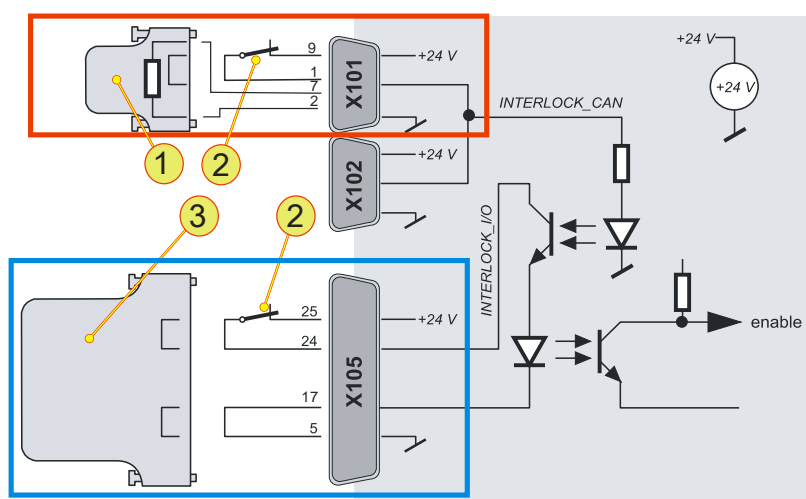 +24 V
+24 V
9
1
7
2
X101
+24 V
INTERLOCK_CAN
1
2
X102
+24 V
3
2
INTERLOCK_I/O
25
24
17
5
X105
+24 V
enable